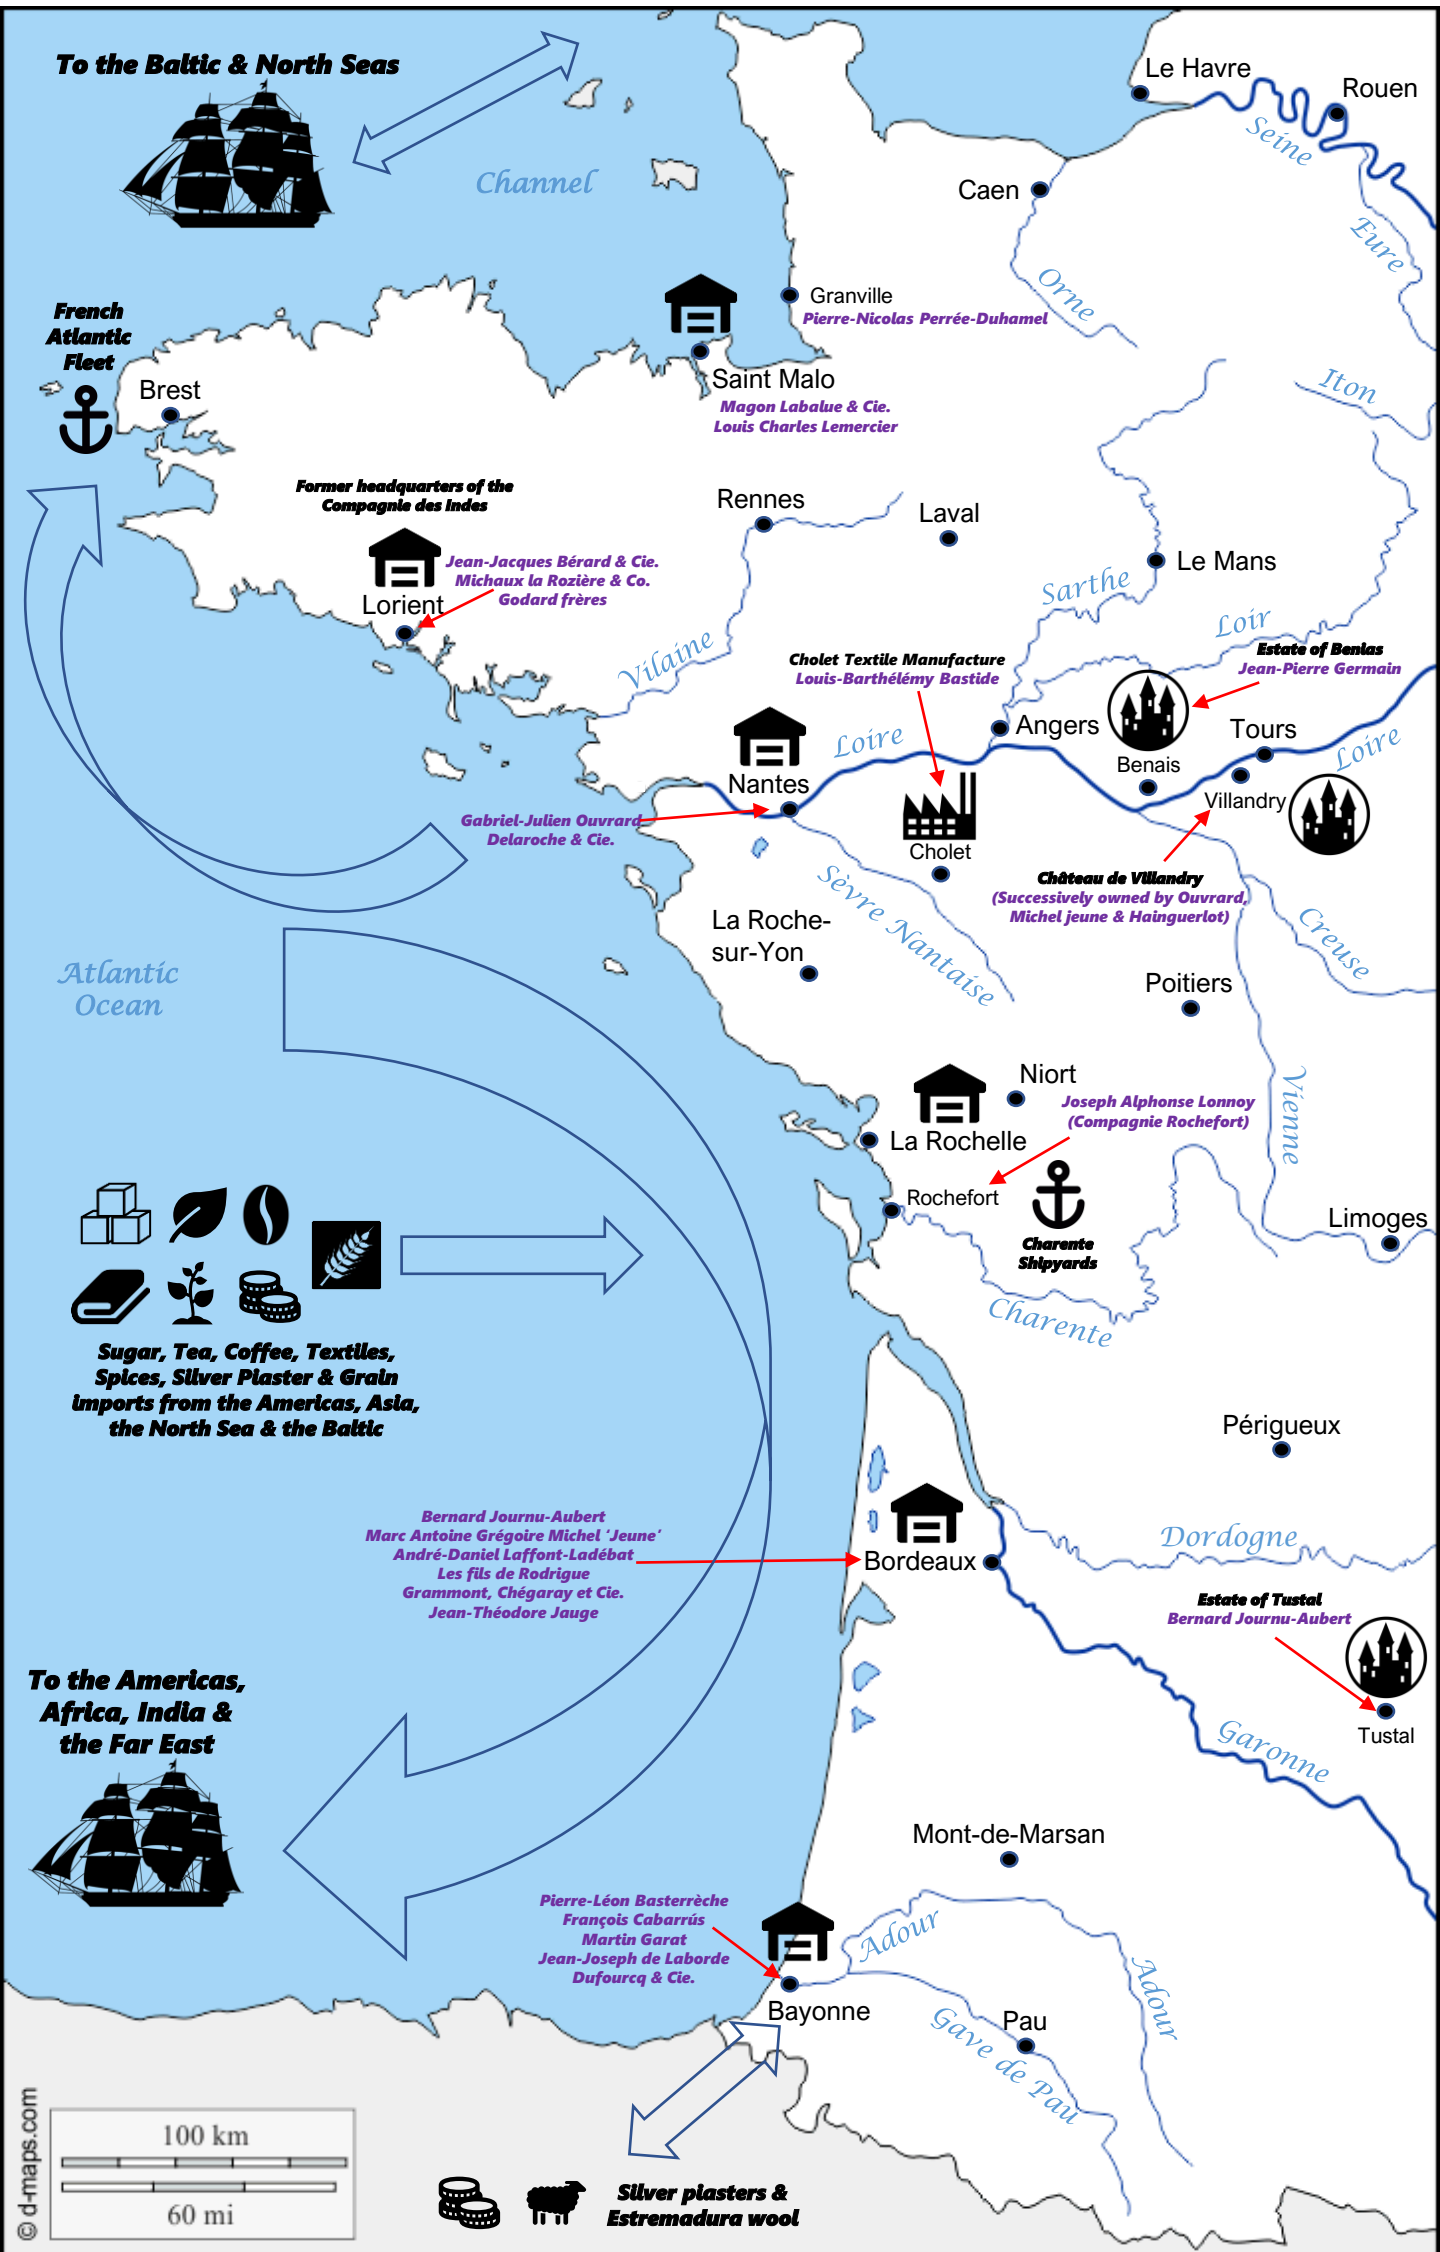 To the Baltic & North Seas
Channel
Le Havre
Rouen
Seine
Caen
Eure
Orne
Granville
Pierre-Nicolas Perrée-Duhamel
French
Atlantic
Fleet
Brest
Saint Malo
Magon Labalue & Cie.
Louis Charles Lemercier
Iton
Former headquarters of the
Compagnie des Indes
Jean-Jacques Bérard & Cie.
Michaux la Rozière & Co.
Godard frères
Lorient
Rennes
Laval
Le Mans
Sarthe
Loir
Vilaine
Cholet Textile Manufacture
Louis-Barthélémy Bastide
Estate of Benias
Jean-Pierre Germain
Angers
Tours
Loire
Loire
Benais
Nantes
Villandry
Gabriel-Julien Ouvrard
Delaroche & Cie.
Cholet
Château de Villandry
(Successively owned by Ouvrard,
Michel jeune & Hainguerlot)
Sèvre Nantaise
La Roche-
sur-Yon
Creuse
Atlantic
Ocean
Poitiers
Niort
Joseph Alphonse Lonnoy
(Compagnie Rochefort)
Vienne
La Rochelle
Rochefort
Limoges
Charente
Shipyards
Charente
Sugar, Tea, Coffee, Textiles,
Spices, Silver Piaster & Grain
imports from the Americas, Asia,
the North Sea & the Baltic
Périgueux
Bernard Journu-Aubert
Marc Antoine Grégoire Michel ‘Jeune’
André-Daniel Laffont-Ladébat
Les fils de Rodrigue
Grammont, Chégaray et Cie.
Jean-Théodore Jauge
Bordeaux
Dordogne
Estate of Tustal
Bernard Journu-Aubert
Tustal
To the Americas,
Africa, India &
the Far East
Garonne
Mont-de-Marsan
Pierre-Léon Basterrèche
François Cabarrús
Martin Garat
Jean-Joseph de Laborde
Dufourcq & Cie.
Adour
Adour
Bayonne
Pau
Gave de Pau
© d-maps.com
100 km
60 mi
Silver piasters &
Estremadura wool